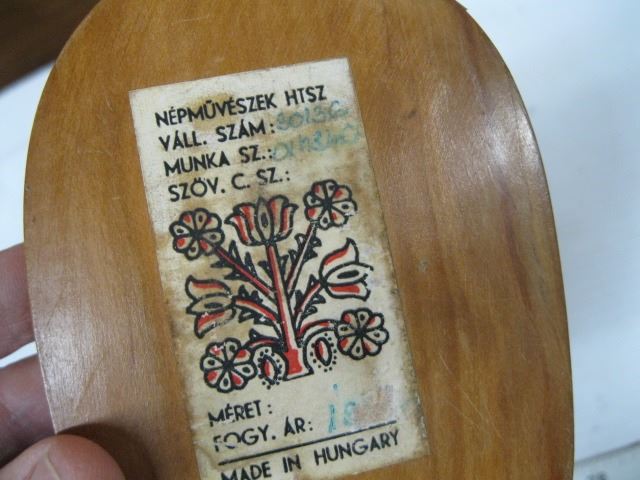 NÉPMŰVÉSZEK HTSZ
VÁLL. SZÁM:
MUNKA SZ.:
SZÖV. C. SZ.:
MÉRET:
FOGY. ÁR:
MADE IN HUNGARY